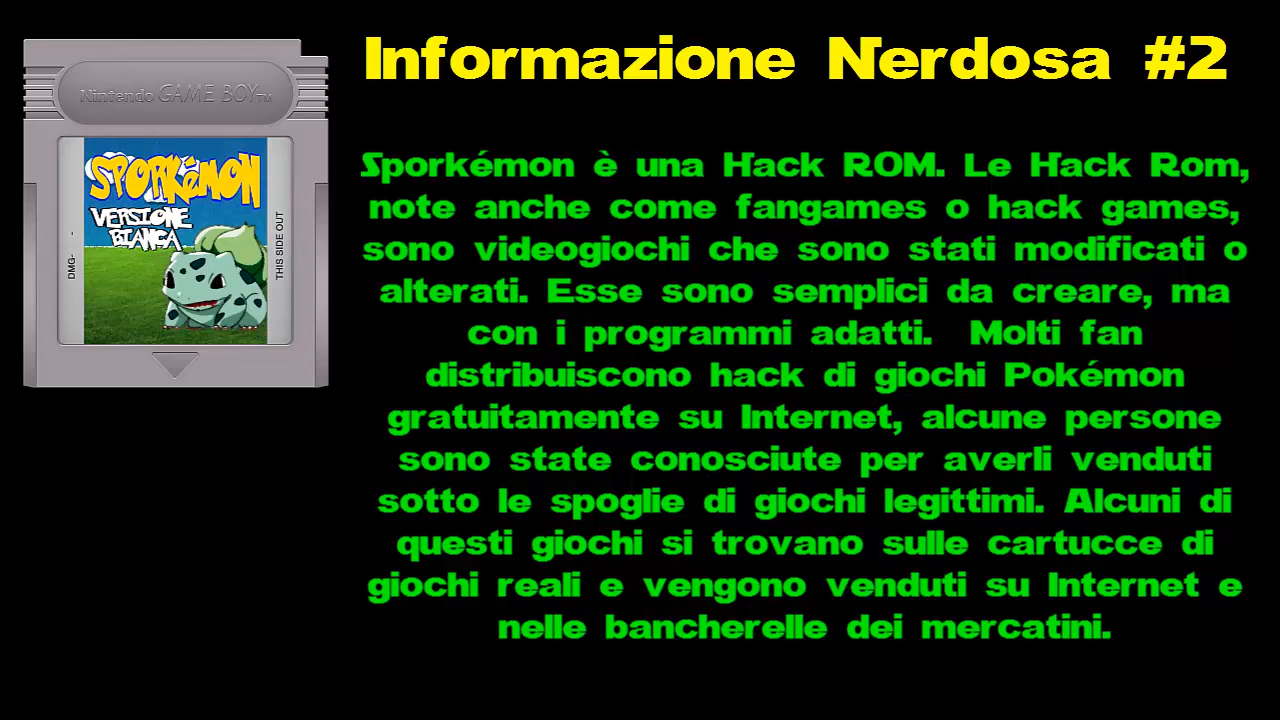 Informazione Nerdosa #2
Nintendo GAME BOY TM
SPORKéMON
VERSIONE
BIANCA
DMG- -
THIS SIDE OUT
Sporkémon è una Hack ROM. Le Hack Rom,
note anche come fangames o hack games,
sono videogiochi che sono stati modificati o
alterati. Esse sono semplici da creare, ma
con i programmi adatti. Molti fan
distribuiscono hack di giochi Pokémon
gratuitamente su Internet, alcune persone
sono state conosciute per averli venduti
sotto le spoglie di giochi legittimi. Alcuni di
questi giochi si trovano sulle cartucce di
giochi reali e vengono venduti su Internet e
nelle bancherelle dei mercatini.